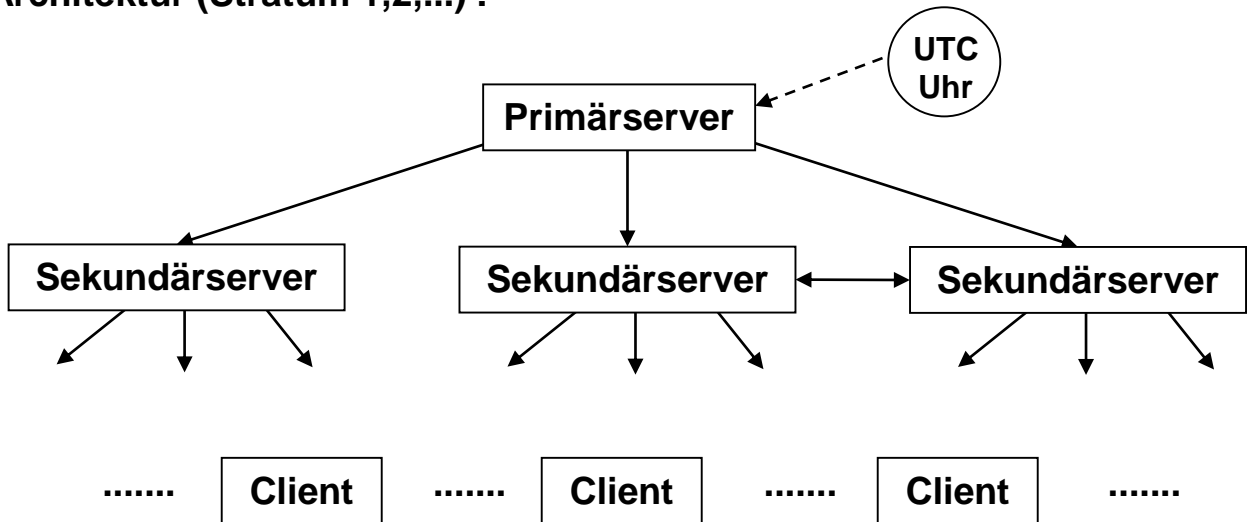 Architektur (Stratum 1,2,...) :
UTC
Uhr
Primärserver
Sekundärserver Sekundärserver Sekundärserver
....... Client ....... Client ....... Client .......